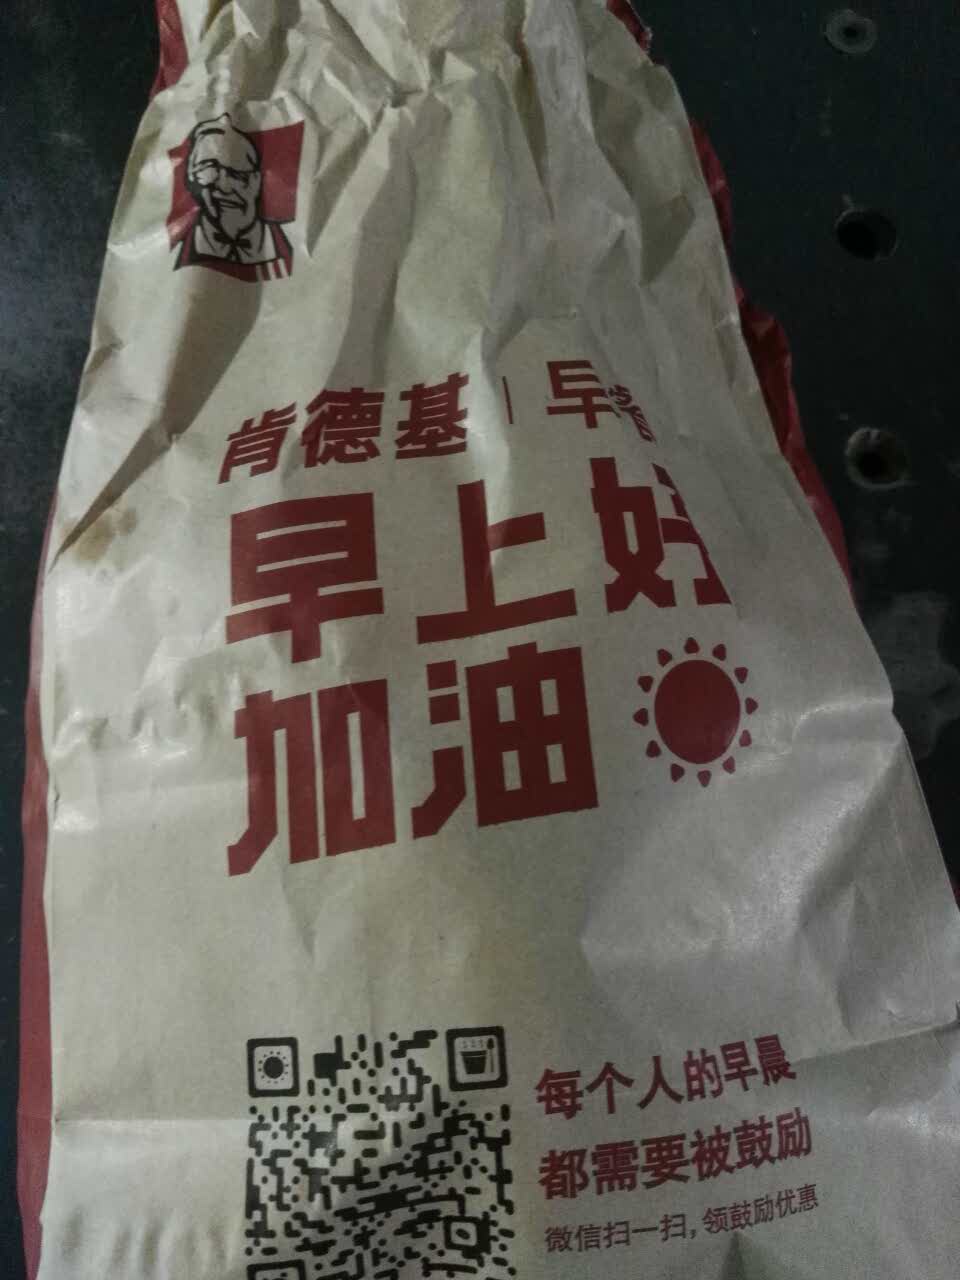 肯德基 | 早餐
早上好
加油
每个人的早晨
都需要被鼓励
微信扫一扫，领鼓励优惠